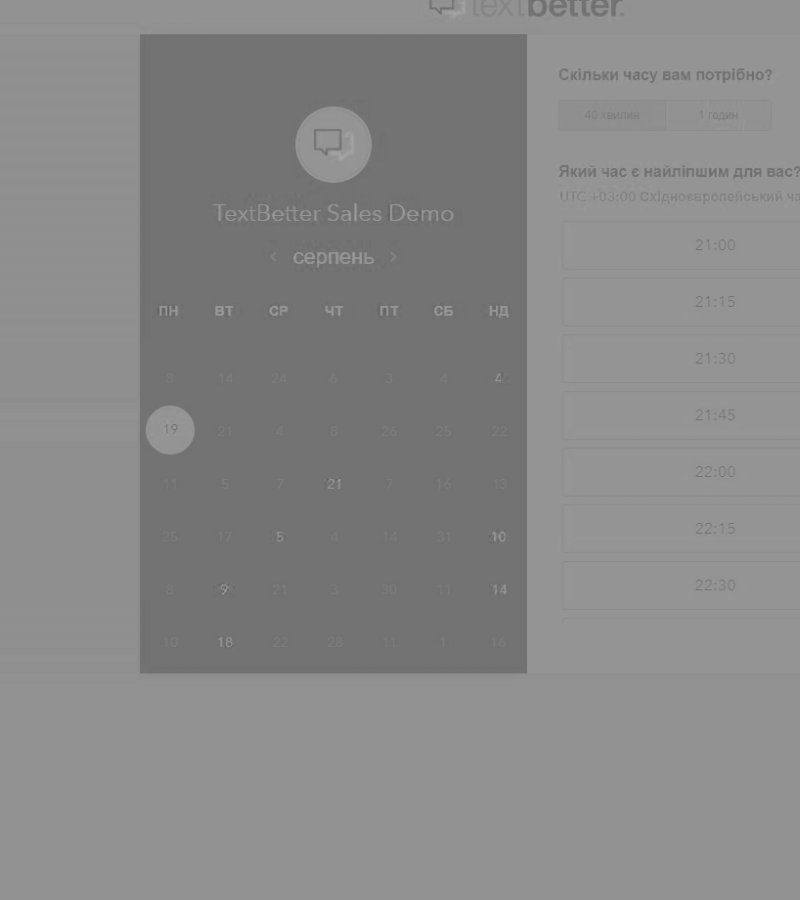 textbetter.
TextBetter Sales Demo
‹ серпень ›
ПН ВТ СР ЧТ ПТ СБ НД
8 14 24 6 3 4 4
19 21 4 8 26 25 22
11 5 7 21 7 16 13
25 17 5 4 14 31 10
8 9 21 3 30 11 14
10 18 22 28 11 1 16
Скільки часу вам потрібно?
40 хвилин 1 годин
Який час є найліпшим для вас?
UTC +03:00 Східноєвропейський
21:00
21:15
21:30
21:45
22:00
22:15
22:30